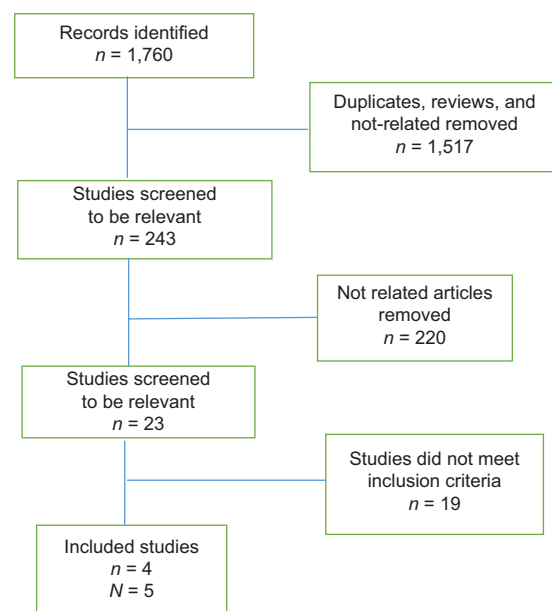 Records identified
n = 1,760
Duplicates, reviews, and
not-related removed
n = 1,517
Studies screened
to be relevant
n = 243
Not related articles
removed
n = 220
Studies screened
to be relevant
n = 23
Studies did not meet
inclusion criteria
n = 19
Included studies
n = 4
N = 5